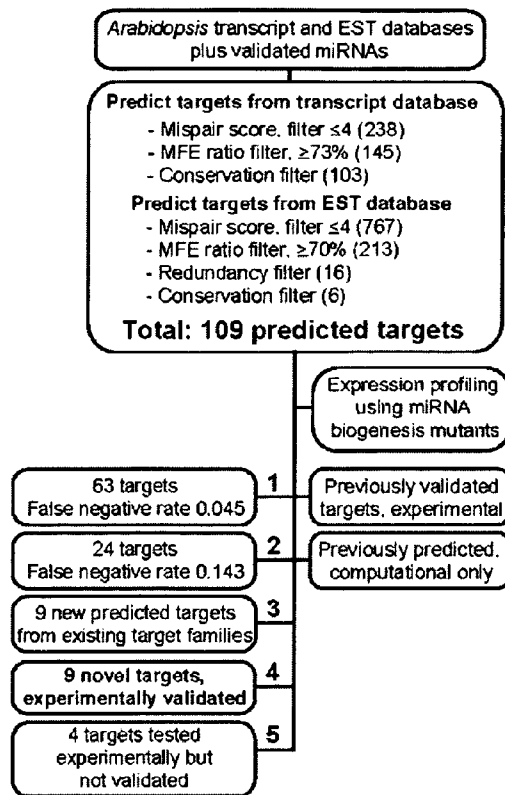 Arabidopsis transcript and EST databases
plus validated miRNAs
Predict targets from transcript database
- Mispair score, filter ≤4 (238)
- MFE ratio filter, ≥73% (145)
- Conservation filter (103)
Predict targets from EST database
- Mispair score, filter ≤4 (767)
- MFE ratio filter, ≥70% (213)
- Redundancy filter (16)
- Conservation filter (6)
Total: 109 predicted targets
Expression profiling
using miRNA
biogenesis mutants
63 targets
False negative rate 0.045
1
Previously validated
targets, experimental
24 targets
False negative rate 0.143
2
Previously predicted,
computational only
9 new predicted targets
from existing target families
3
9 novel targets,
experimentally validated
4
4 targets tested
experimentally but
not validated
5